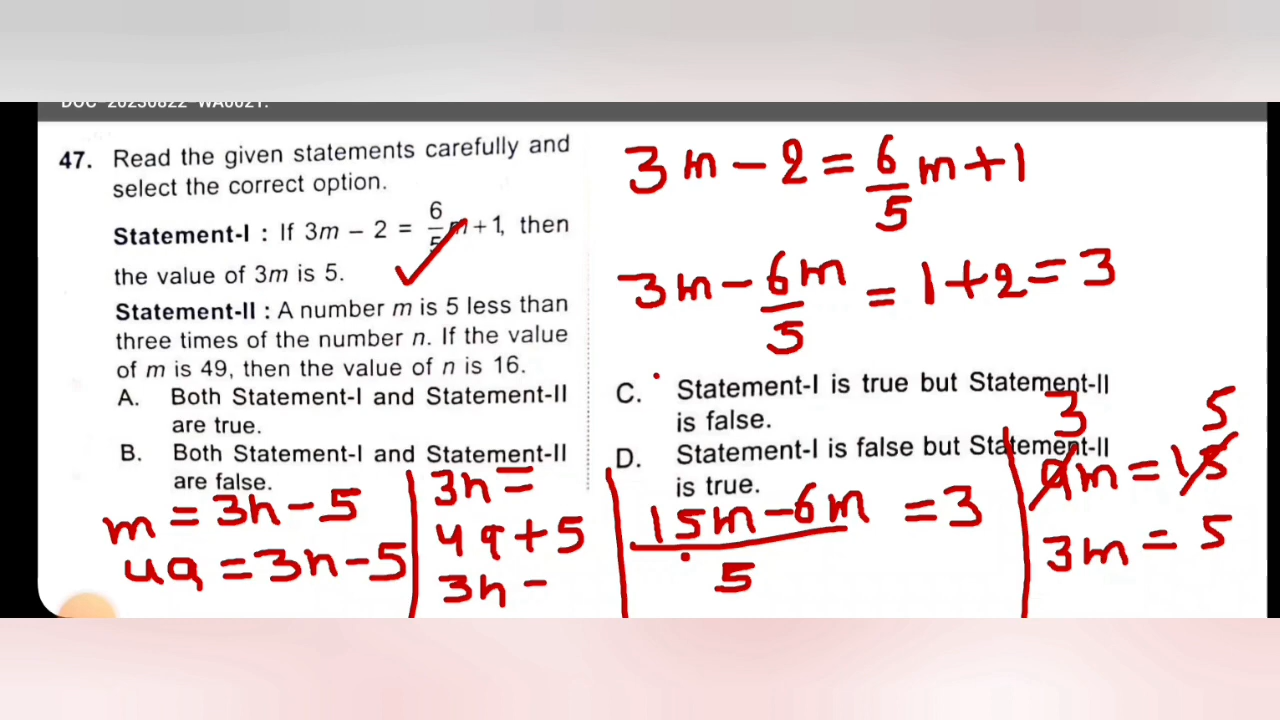 DOC 20230822 WA0021.
47. Read the given statements carefully and
select the correct option.
Statement-I : If 3m − 2 = 6/5 m + 1, then
the value of 3m is 5.
Statement-II : A number m is 5 less than
three times of the number n. If the value
of m is 49, then the value of n is 16.
A. Both Statement-I and Statement-II
are true.
B. Both Statement-I and Statement-II
are false.
C. Statement-I is true but Statement-II
is false.
D. Statement-I is false but Statement-II
is true.
3m − 2 = 6/5 m + 1
3m − 6m/5 = 1 + 2 = 3
15m − 6m / 5 = 3
3 5
9m = 15
3m = 5
m = 3n − 5
49 = 3n − 5
3n =
49 + 5
3n −